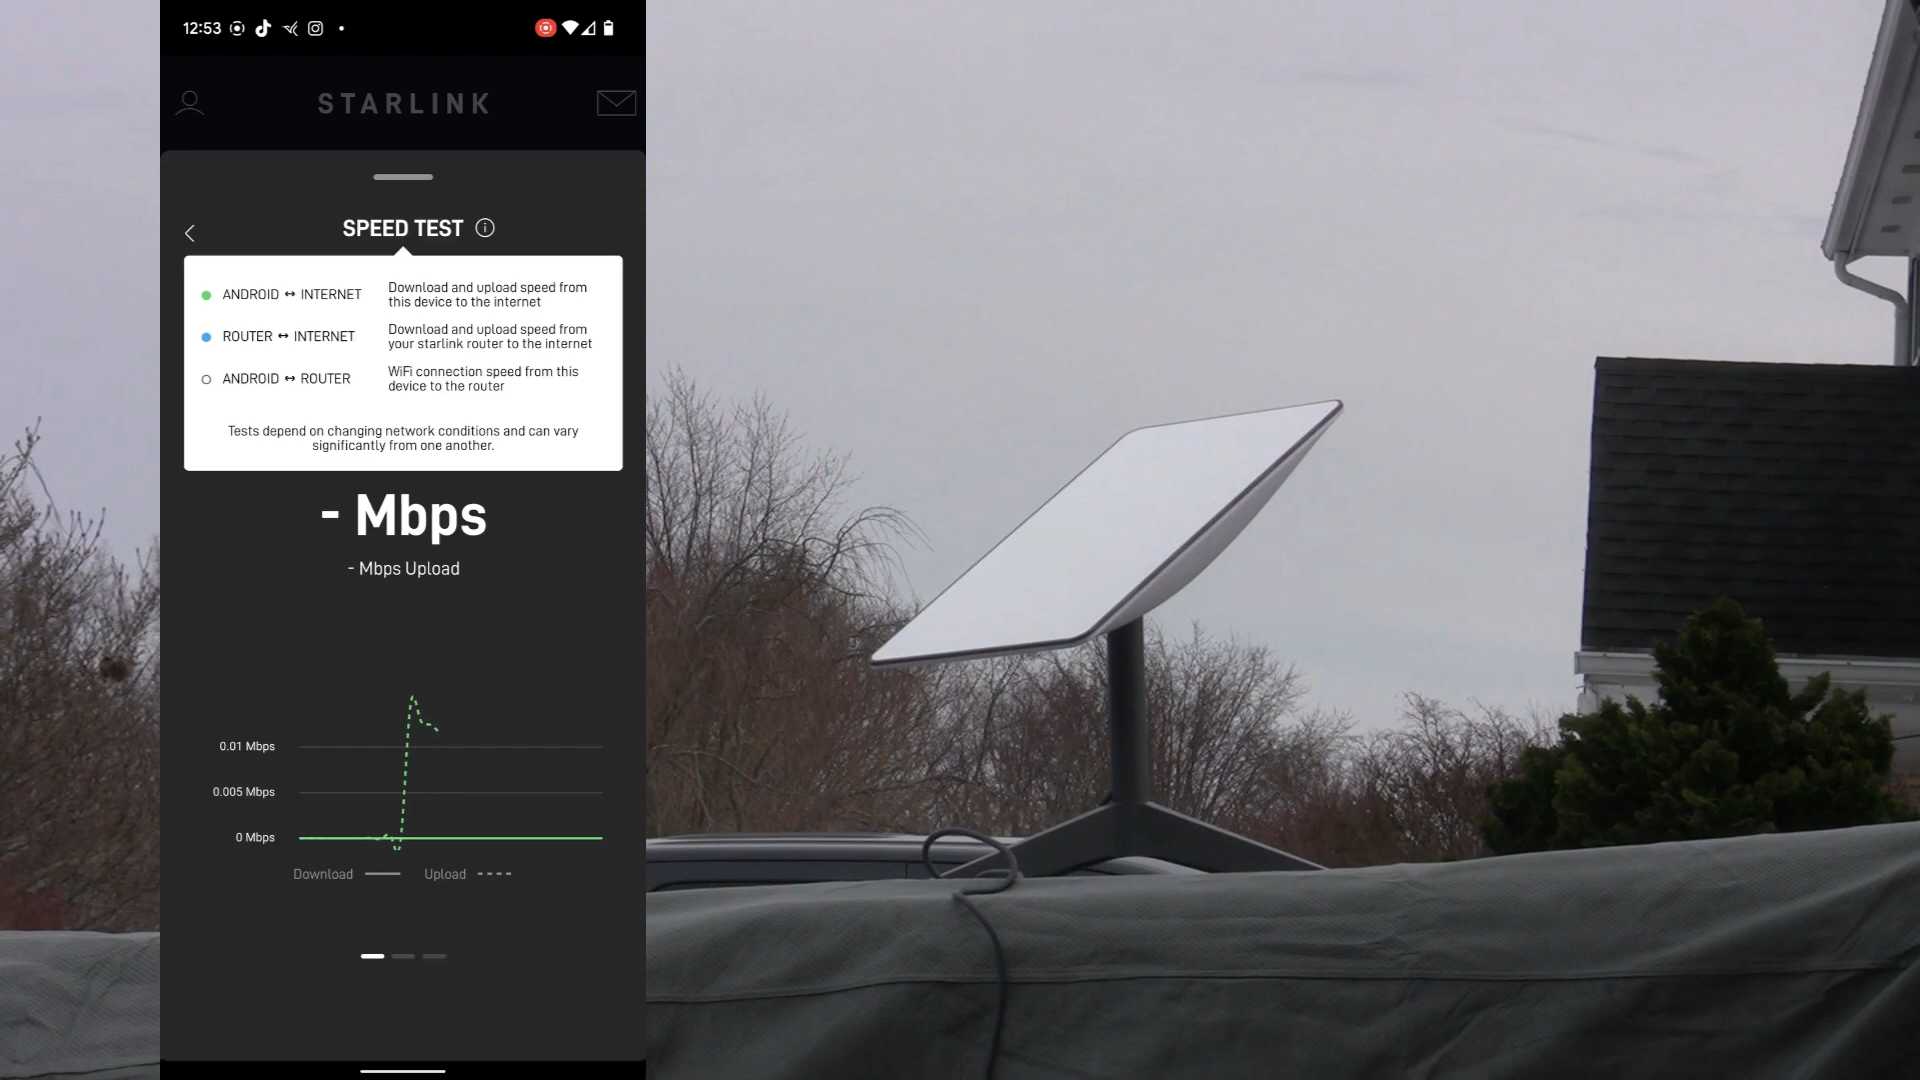 12:53
STARLINK
SPEED TEST
ANDROID ↔ INTERNET
Download and upload speed from
this device to the internet
ROUTER ↔ INTERNET
Download and upload speed from
your starlink router to the internet
ANDROID ↔ ROUTER
WiFi connection speed from this
device to the router
Tests depend on changing network conditions and can vary
significantly from one another.
- Mbps
- Mbps Upload
0.01 Mbps
0.005 Mbps
0 Mbps
Download
Upload